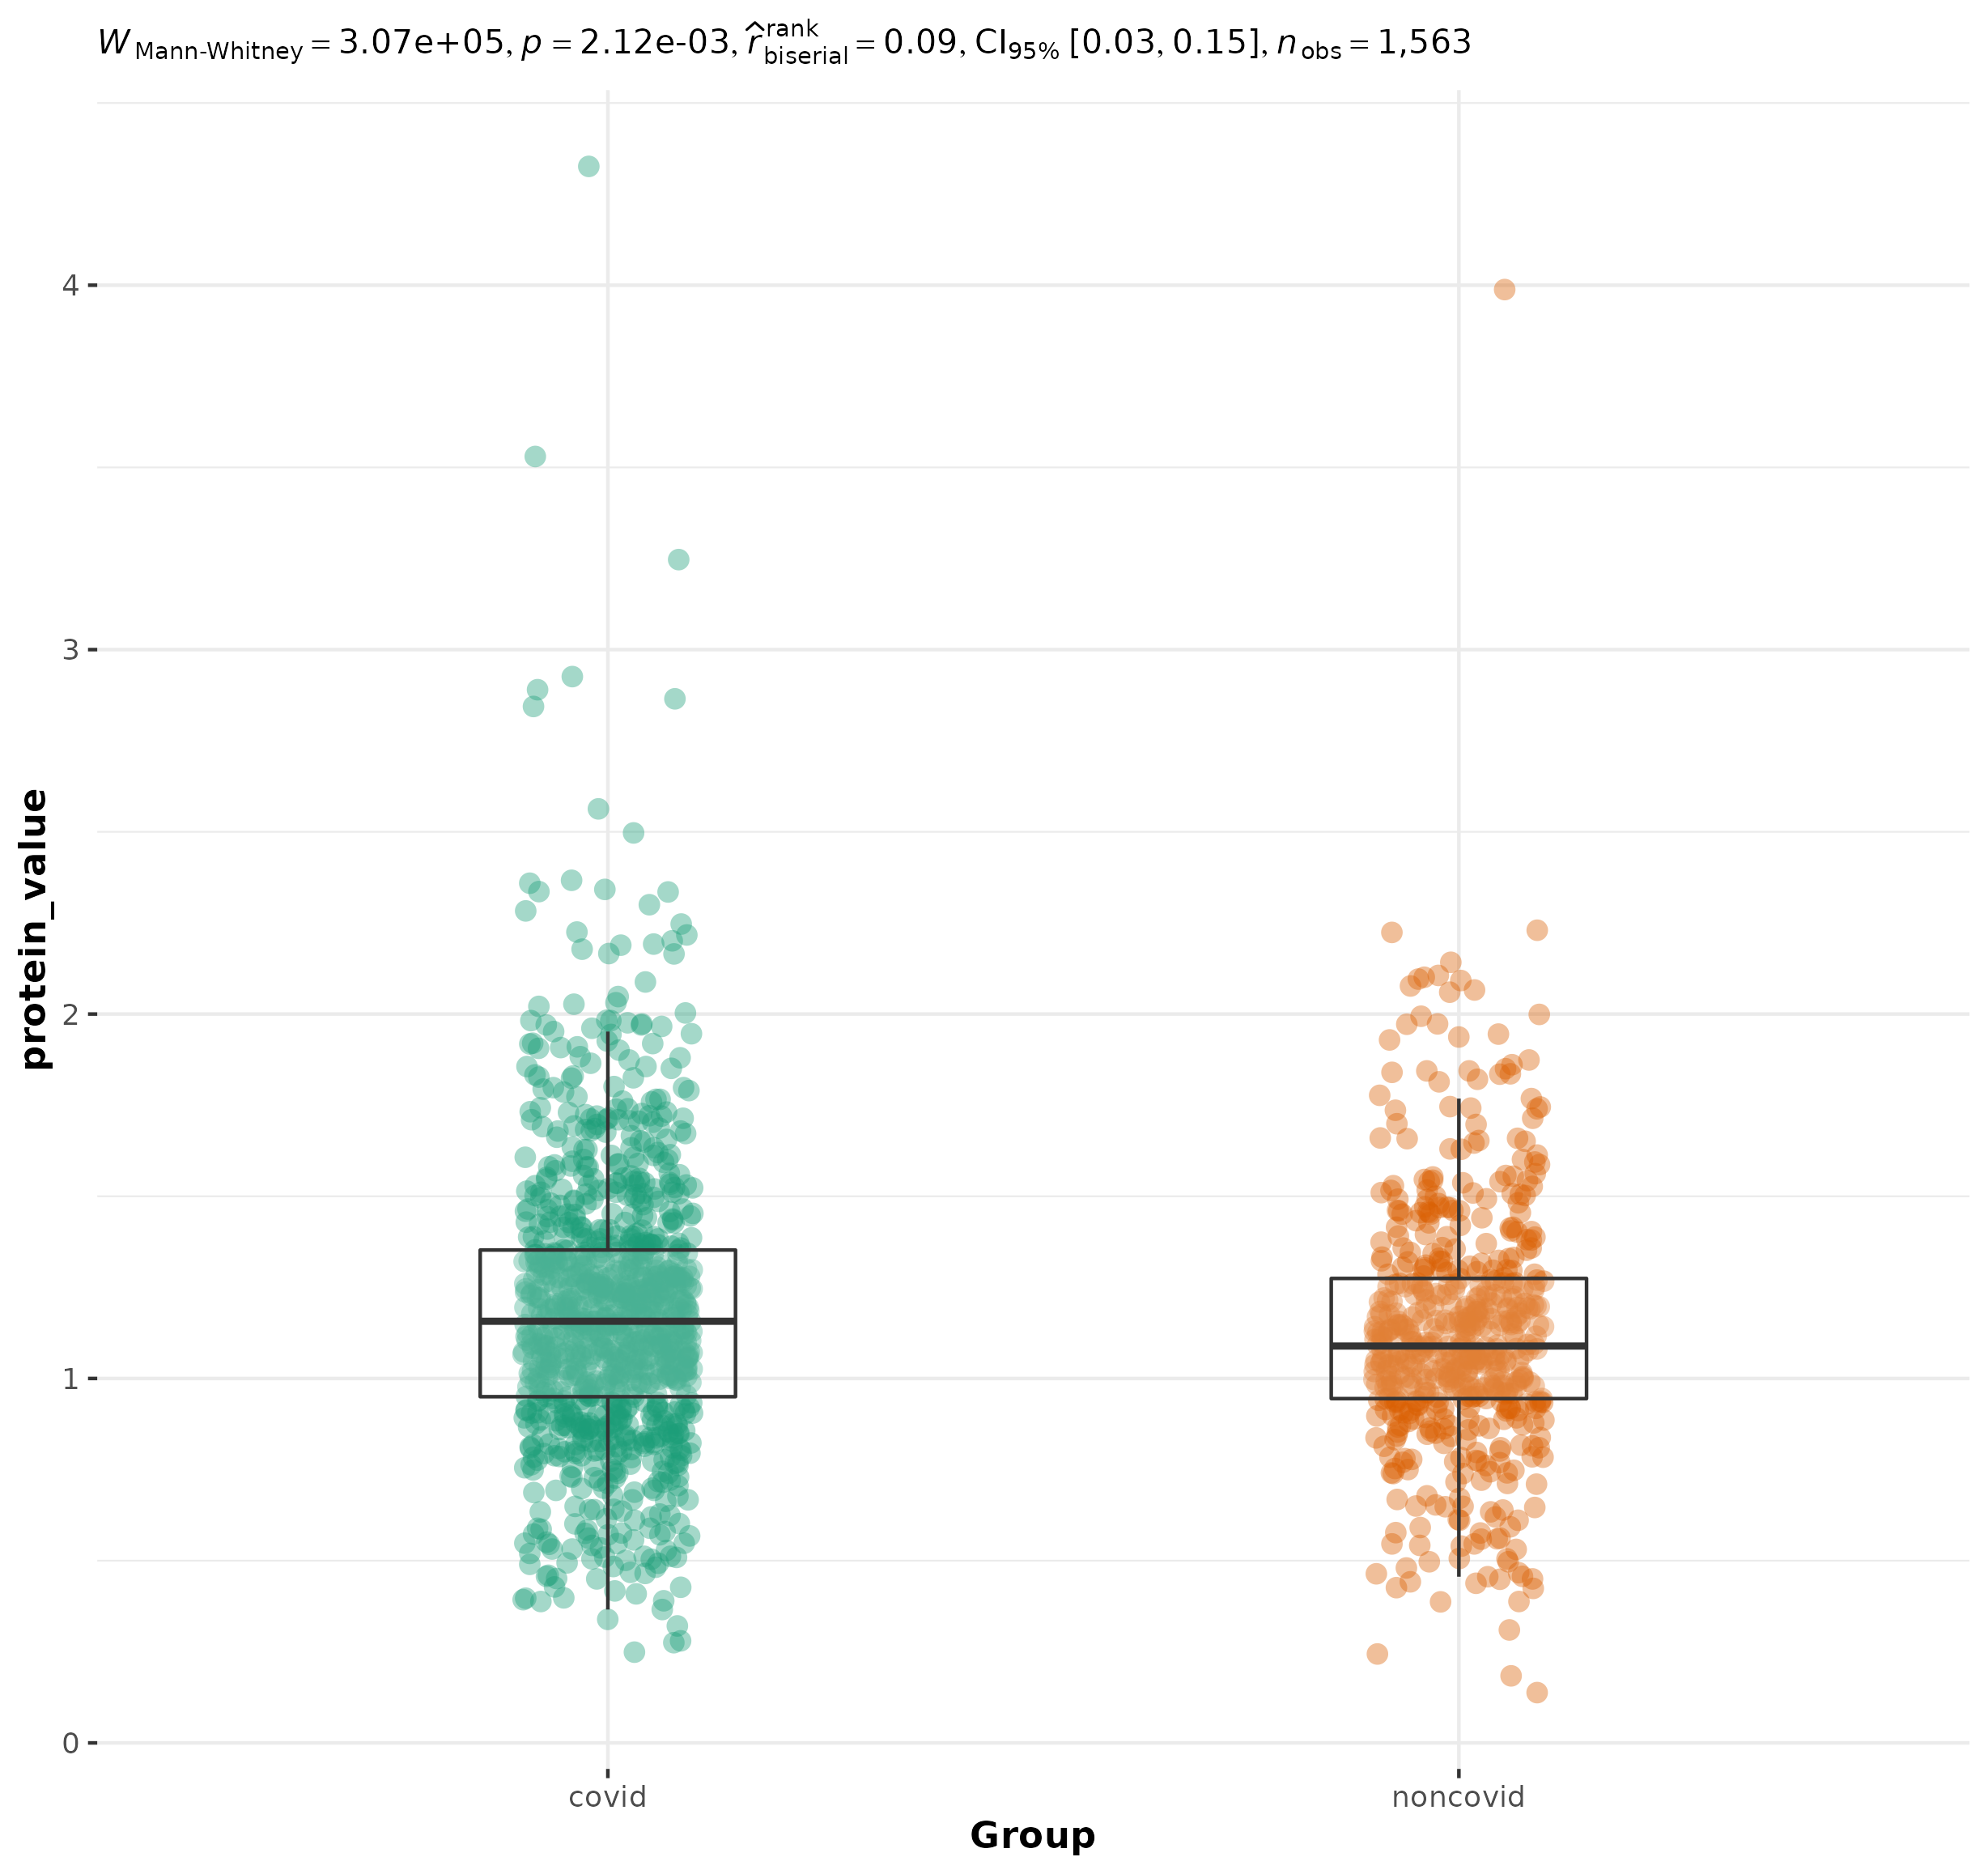 W Mann-Whitney = 3.07e+05, p = 2.12e-03, r̂ rank biserial = 0.09, CI95% [0.03, 0.15], n obs = 1,563
4
3
2
1
0
protein_value
covid noncovid
Group